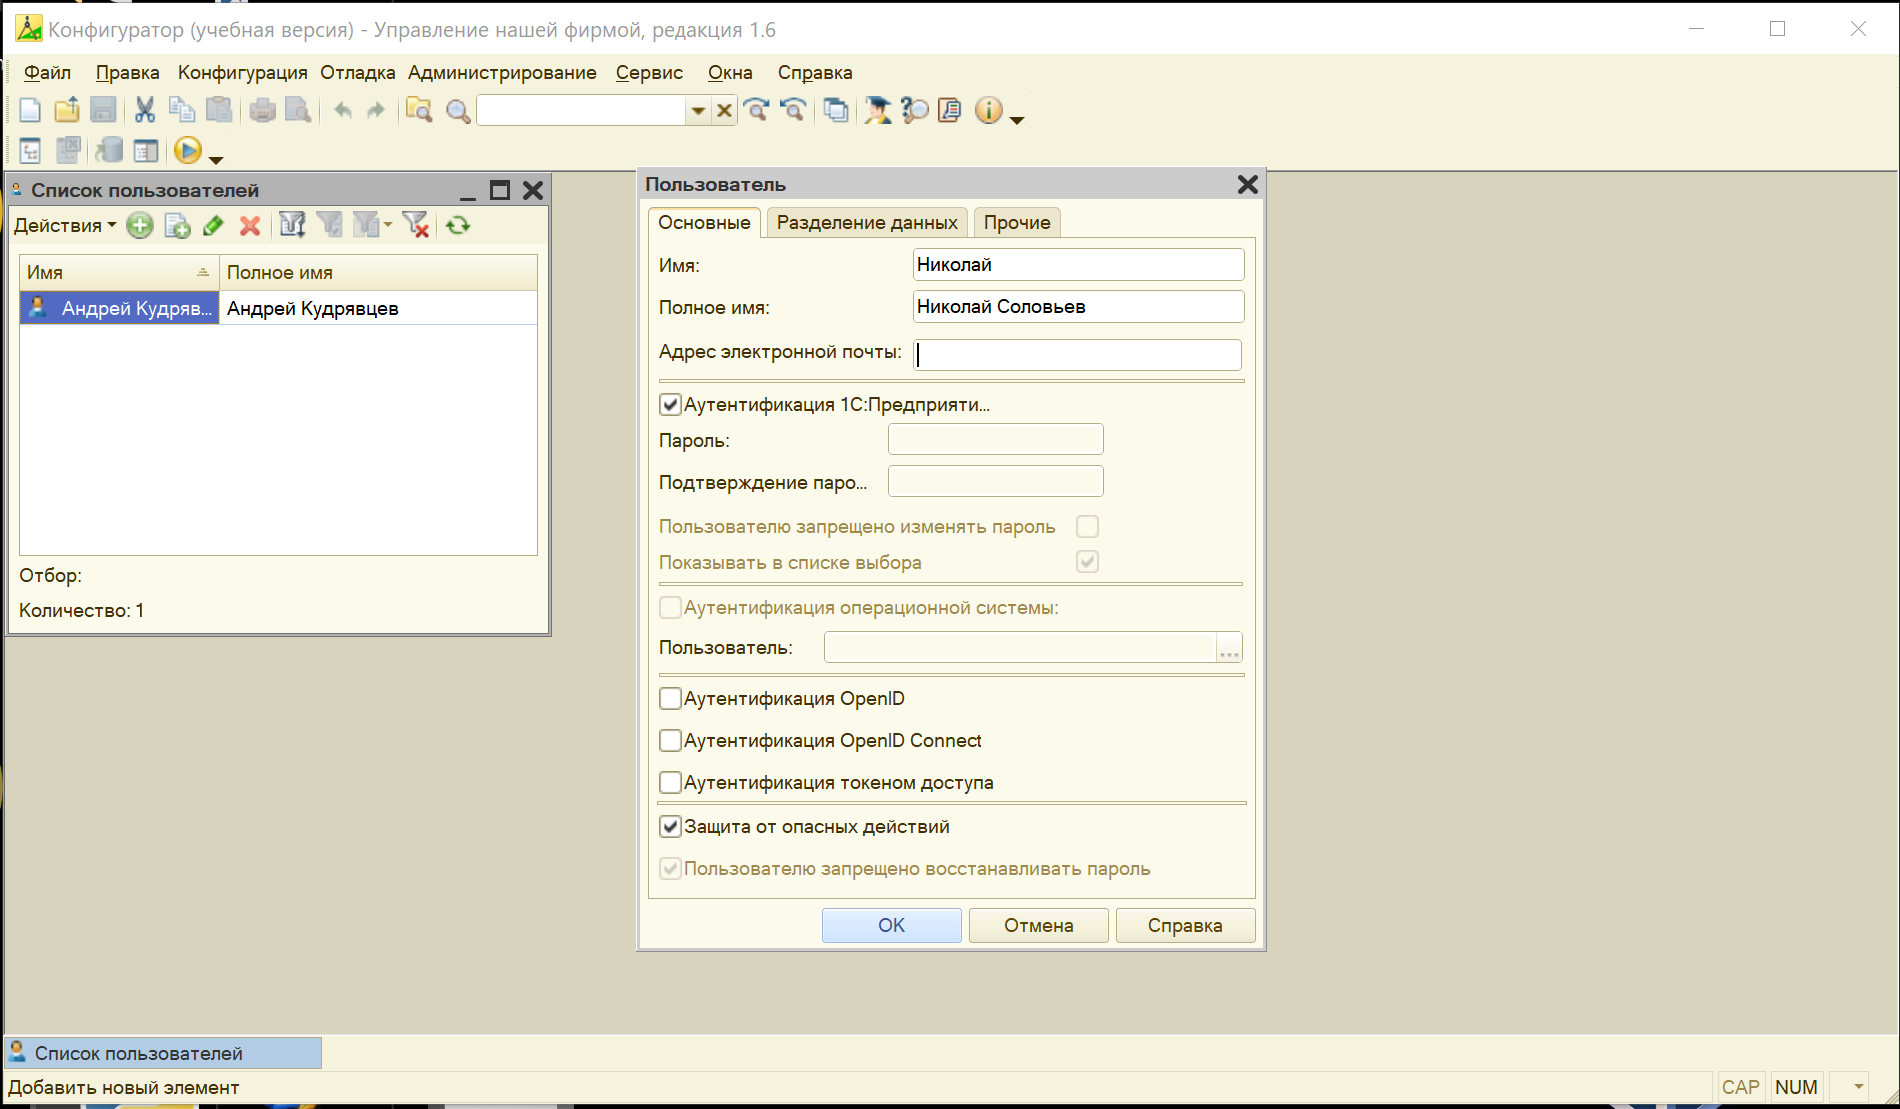 Конфигуратор (учебная версия) - Управление нашей фирмою, редакция 1.6
Файл Правка Конфигурация Отладка Администрирование Сервис Окна Справка
Список пользователей
Действия
Имя Полное имя
Андрей Кудряв... Андрей Кудрявцев
Отбор:
Количество: 1
Пользователь
Основные Разделение данных Прочие
Имя: Николай
Полное имя: Николай Соловьев
Адрес электронной почты:
Аутентификация 1С:Предприяти...
Пароль:
Подтверждение паро...
Пользователю запрещено изменять пароль
Показывать в списке выбора
Аутентификация операционной системы:
Пользователь: ...
Аутентификация OpenID
Аутентификация OpenID Connect
Аутентификация токеном доступа
Защита от опасных действий
Пользователю запрещено восстанавливать пароль
OK Отмена Справка
Список пользователей
Добавить новый элемент CAP NUM